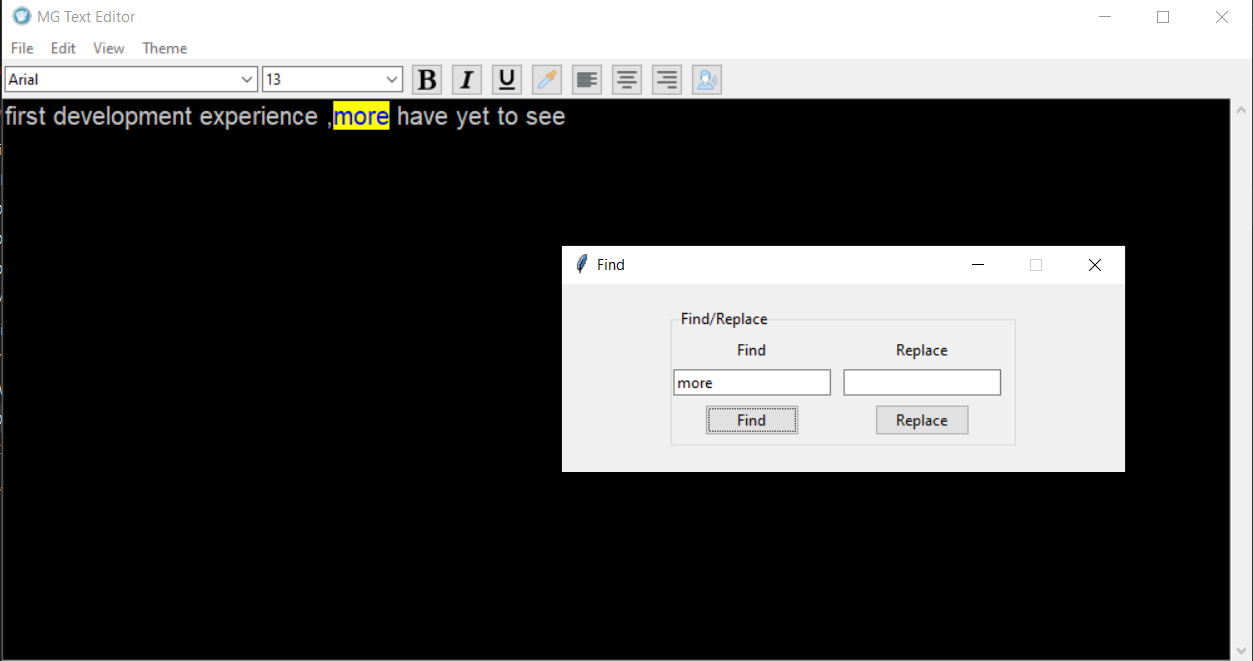 MG Text Editor
File Edit View Theme
Arial 13 B I U
first development experience ,more have yet to see
Find
Find/Replace
Find Replace
more
Find Replace